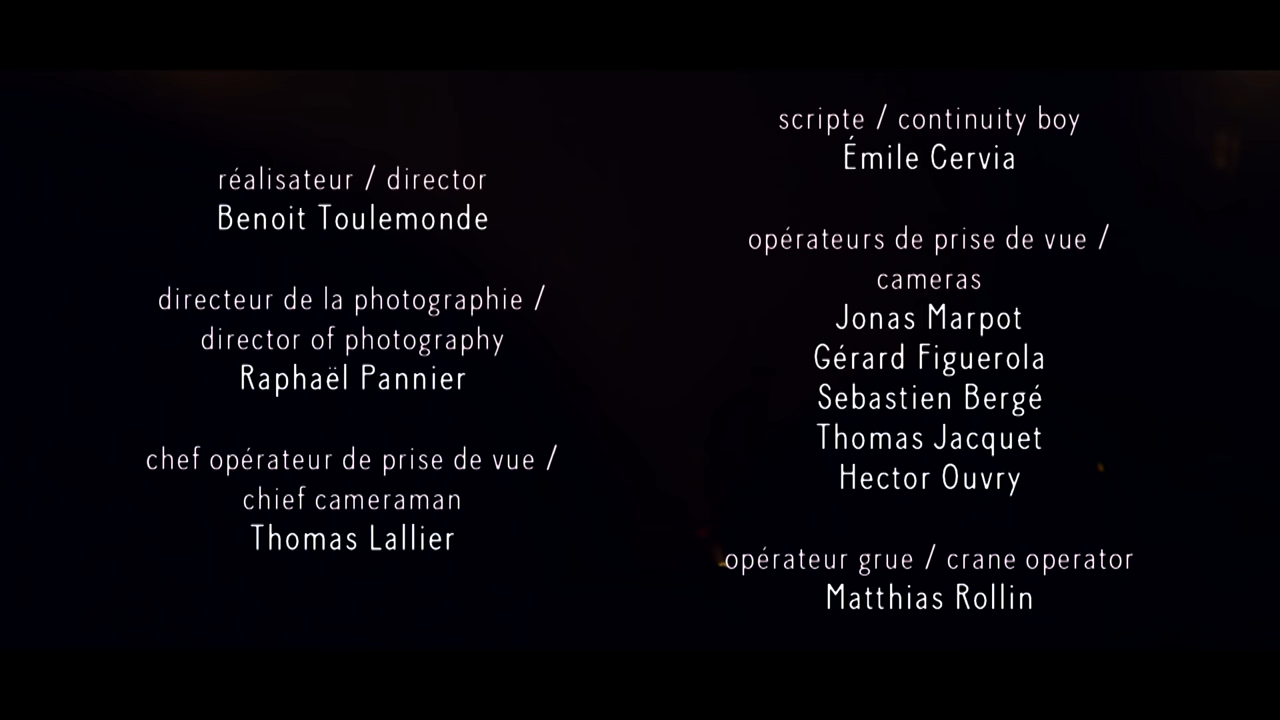 réalisateur / director
Benoit Toulemonde
directeur de la photographie /
director of photography
Raphaël Pannier
chef opérateur de prise de vue /
chief cameraman
Thomas Lallier
scripte / continuity boy
Émile Cervia
opérateurs de prise de vue /
cameras
Jonas Marpot
Gérard Figuerola
Sebastien Bergé
Thomas Jacquet
Hector Ouvry
opérateur grue / crane operator
Matthias Rollin